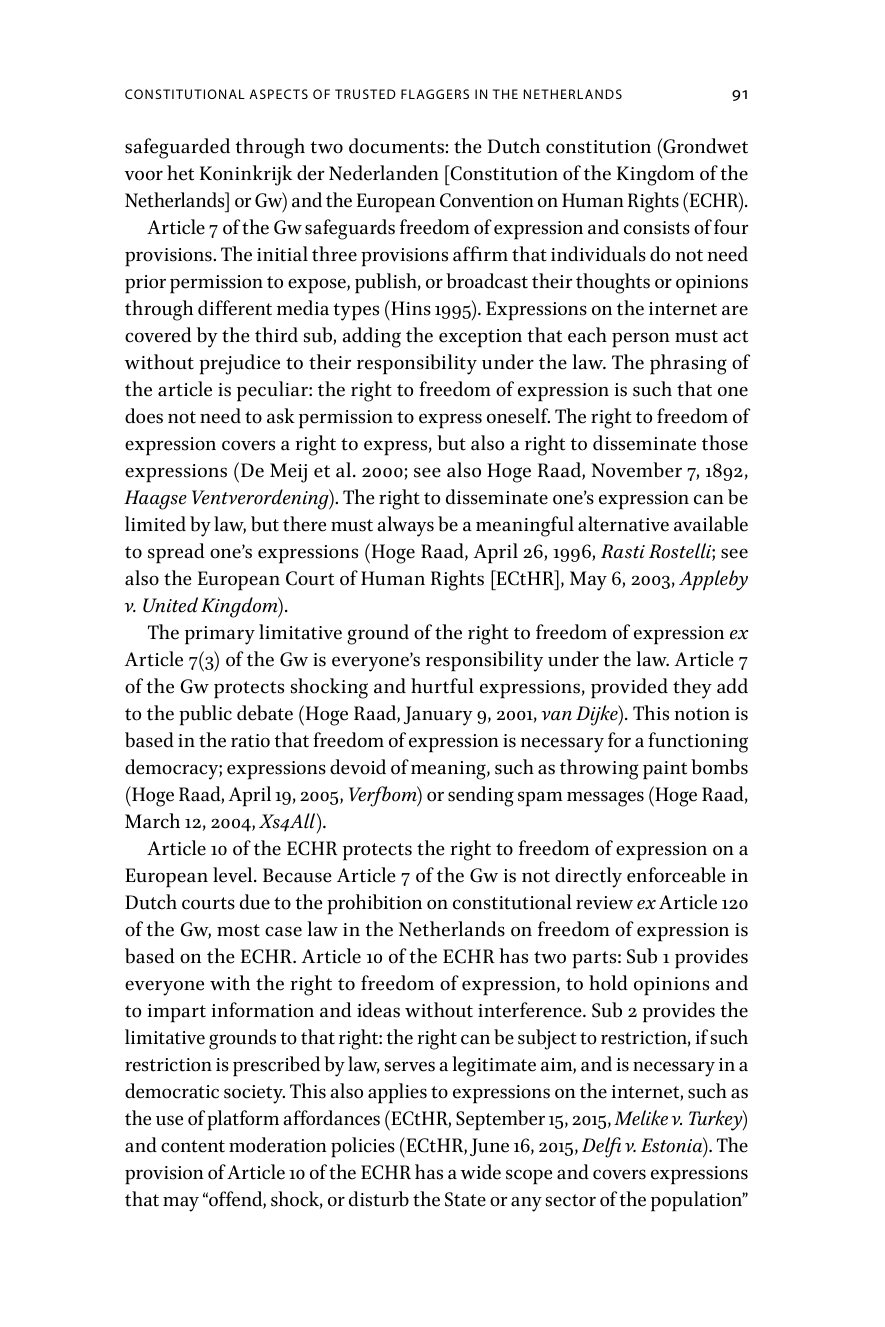 CONSTITUTIONAL ASPECTS OF TRUSTED FLAGGERS IN THE NETHERLANDS 91
safeguarded through two documents: the Dutch constitution (Grondwet
voor het Koninkrijk der Nederlanden [Constitution of the Kingdom of the
Netherlands] or Gw) and the European Convention on Human Rights (ECHR).
Article 7 of the Gw safeguards freedom of expression and consists of four
provisions. The initial three provisions affirm that individuals do not need
prior permission to expose, publish, or broadcast their thoughts or opinions
through different media types (Hins 1995). Expressions on the internet are
covered by the third sub, adding the exception that each person must act
without prejudice to their responsibility under the law. The phrasing of
the article is peculiar: the right to freedom of expression is such that one
does not need to ask permission to express oneself. The right to freedom of
expression covers a right to express, but also a right to disseminate those
expressions (De Meij et al. 2000; see also Hoge Raad, November 7, 1892,
Haagse Ventverordening). The right to disseminate one’s expression can be
limited by law, but there must always be a meaningful alternative available
to spread one’s expressions (Hoge Raad, April 26, 1996, Rasti Rostelli; see
also the European Court of Human Rights [ECtHR], May 6, 2003, Appleby
v. United Kingdom).
The primary limitative ground of the right to freedom of expression ex
Article 7(3) of the Gw is everyone’s responsibility under the law. Article 7
of the Gw protects shocking and hurtful expressions, provided they add
to the public debate (Hoge Raad, January 9, 2001, van Dijke). This notion is
based in the ratio that freedom of expression is necessary for a functioning
democracy; expressions devoid of meaning, such as throwing paint bombs
(Hoge Raad, April 19, 2005, Verfbom) or sending spam messages (Hoge Raad,
March 12, 2004, Xs4All).
Article 10 of the ECHR protects the right to freedom of expression on a
European level. Because Article 7 of the Gw is not directly enforceable in
Dutch courts due to the prohibition on constitutional review ex Article 120
of the Gw, most case law in the Netherlands on freedom of expression is
based on the ECHR. Article 10 of the ECHR has two parts: Sub 1 provides
everyone with the right to freedom of expression, to hold opinions and
to impart information and ideas without interference. Sub 2 provides the
limitative grounds to that right: the right can be subject to restriction, if such
restriction is prescribed by law, serves a legitimate aim, and is necessary in a
democratic society. This also applies to expressions on the internet, such as
the use of platform affordances (ECtHR, September 15, 2015, Melike v. Turkey)
and content moderation policies (ECtHR, June 16, 2015, Delfi v. Estonia). The
provision of Article 10 of the ECHR has a wide scope and covers expressions
that may “offend, shock, or disturb the State or any sector of the population”